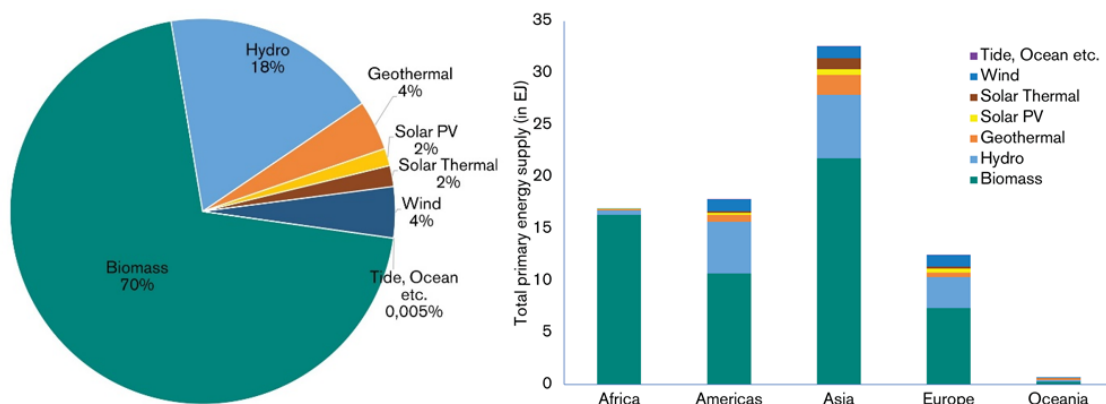 Hydro
18%
Geothermal
4%
Solar PV
2%
Solar Thermal
2%
Wind
4%
Tide, Ocean
etc.
0,005%
Biomass
70%
Total primary energy supply (in EJ)
35
30
25
20
15
10
5
0
Africa
Americas
Asia
Europe
Oceania
Tide, Ocean etc.
Wind
Solar Thermal
Solar PV
Geothermal
Hydro
Biomass